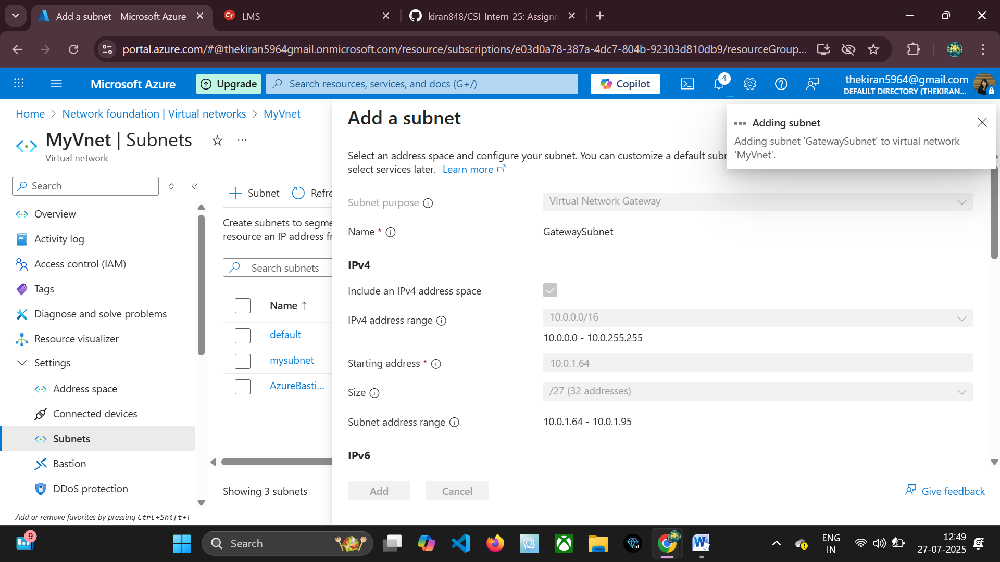 Add a subnet - Microsoft Azure
LMS
kiran848/CSI_Intern-25: Assignm
portal.azure.com/#@thekiran5964gmail.onmicrosoft.com/resource/subscriptions/e03d0a78-387a-4dc7-804b-92303d810db9/resourceGroup...
Microsoft Azure
Upgrade
Search resources, services, and docs (G+/)
Copilot
4
thekiran5964@gmail.com
DEFAULT DIRECTORY (THEKIRAN...
Home > Network foundation | Virtual networks > MyVnet
MyVnet | Subnets
Virtual network
Search
Overview
Activity log
Access control (IAM)
Tags
Diagnose and solve problems
Resource visualizer
Settings
Address space
Connected devices
Subnets
Bastion
DDoS protection
Add or remove favorites by pressing Ctrl+Shift+F
Subnet
Refre
Create subnets to segme
resource an IP address fr
Search subnets
Name ↑
default
mysubnet
AzureBasti...
Showing 3 subnets
Add a subnet
Select an address space and configure your subnet. You can customize a default subn
select services later. Learn more
Subnet purpose
Virtual Network Gateway
Name *
GatewaySubnet
IPv4
Include an IPv4 address space
IPv4 address range
10.0.0.0/16
10.0.0.0 - 10.0.255.255
Starting address *
10.0.1.64
Size
/27 (32 addresses)
Subnet address range
10.0.1.64 - 10.0.1.95
IPv6
Add
Cancel
Give feedback
Adding subnet
Adding subnet 'GatewaySubnet' to virtual network
'MyVnet'.
9
Search
ENG
IN
12:49
27-07-2025